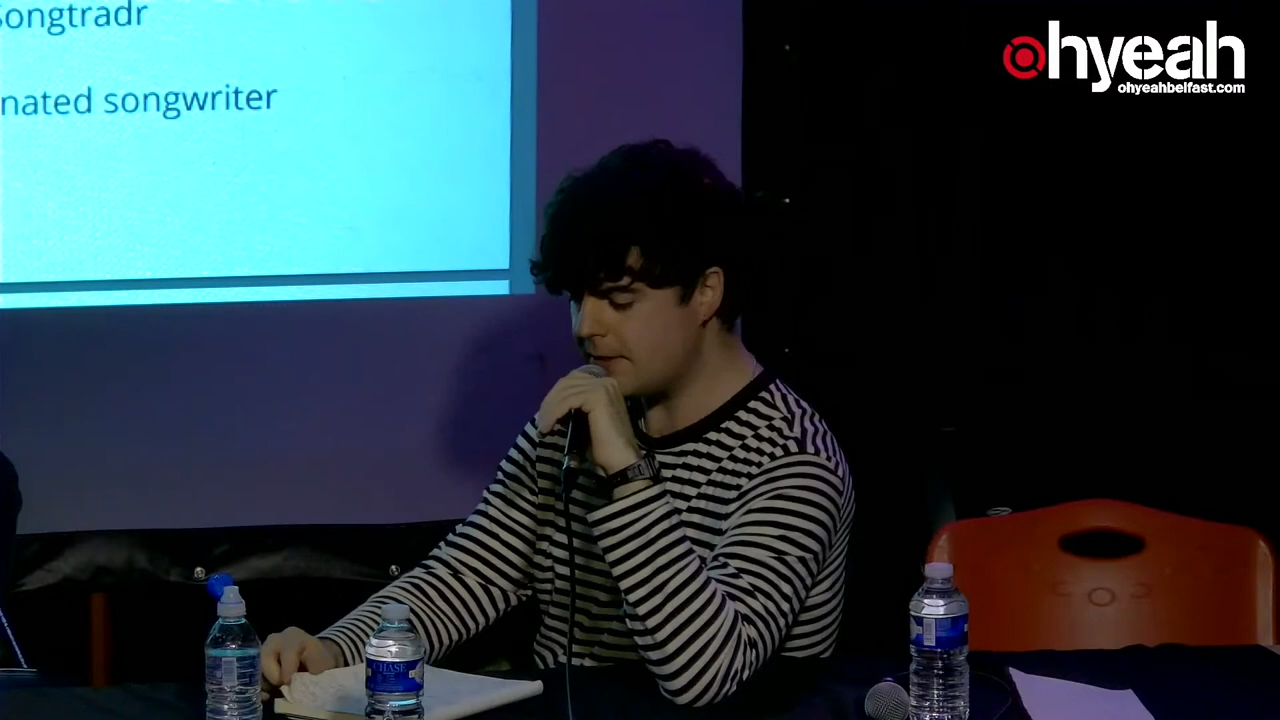 Songtradr
nated songwriter
ohyeah
ohyeahbelfast.com
CHASE